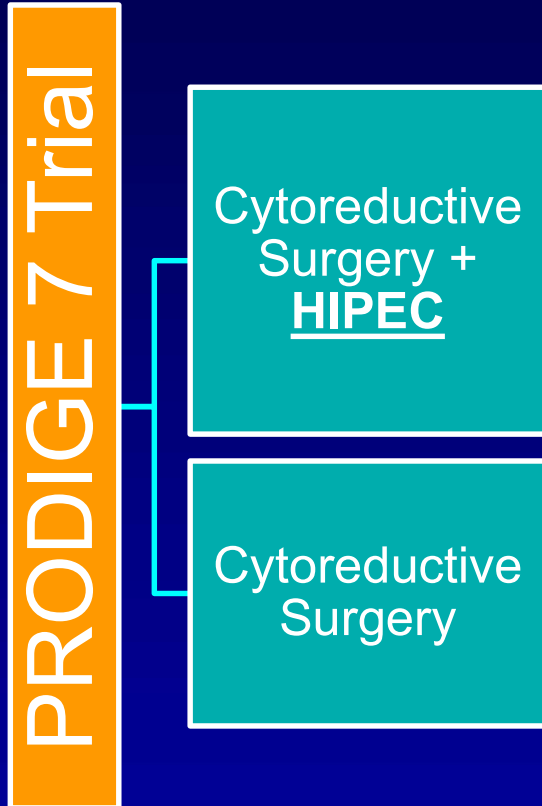 PRODIGE 7 Trial
Cytoreductive
Surgery +
HIPEC
Cytoreductive
Surgery